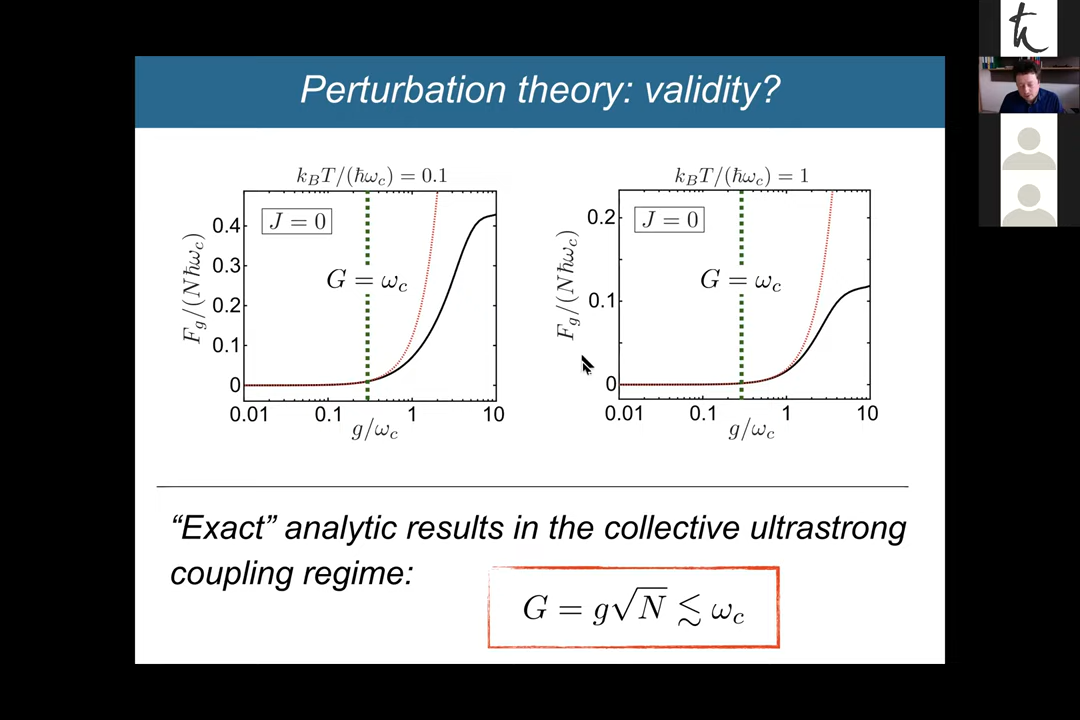 Perturbation theory: validity?
k_BT/(ħω_c) = 0.1
J = 0
G = ω_c
F_g/(Nħω_c)
0.4
0.3
0.2
0.1
0
0.01 0.1 1 10
g/ω_c
k_BT/(ħω_c) = 1
J = 0
G = ω_c
F_g/(Nħω_c)
0.2
0.1
0
0.01 0.1 1 10
g/ω_c
“Exact” analytic results in the collective ultrastrong
coupling regime:
G = g√N ≲ ω_c
ħ